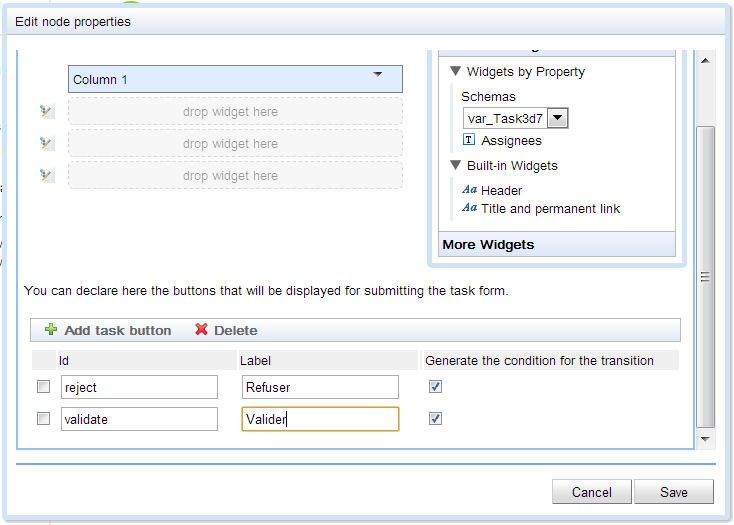 Edit node properties
Column 1
drop widget here
drop widget here
drop widget here
Widgets by Property
Schemas
var_Task3d7
T Assignees
Built-in Widgets
Aa Header
Aa Title and permanent link
More Widgets
You can declare here the buttons that will be displayed for submitting the task form.
Add task button Delete
Id Label Generate the condition for the transition
reject Refuser
validate Valider
Cancel Save